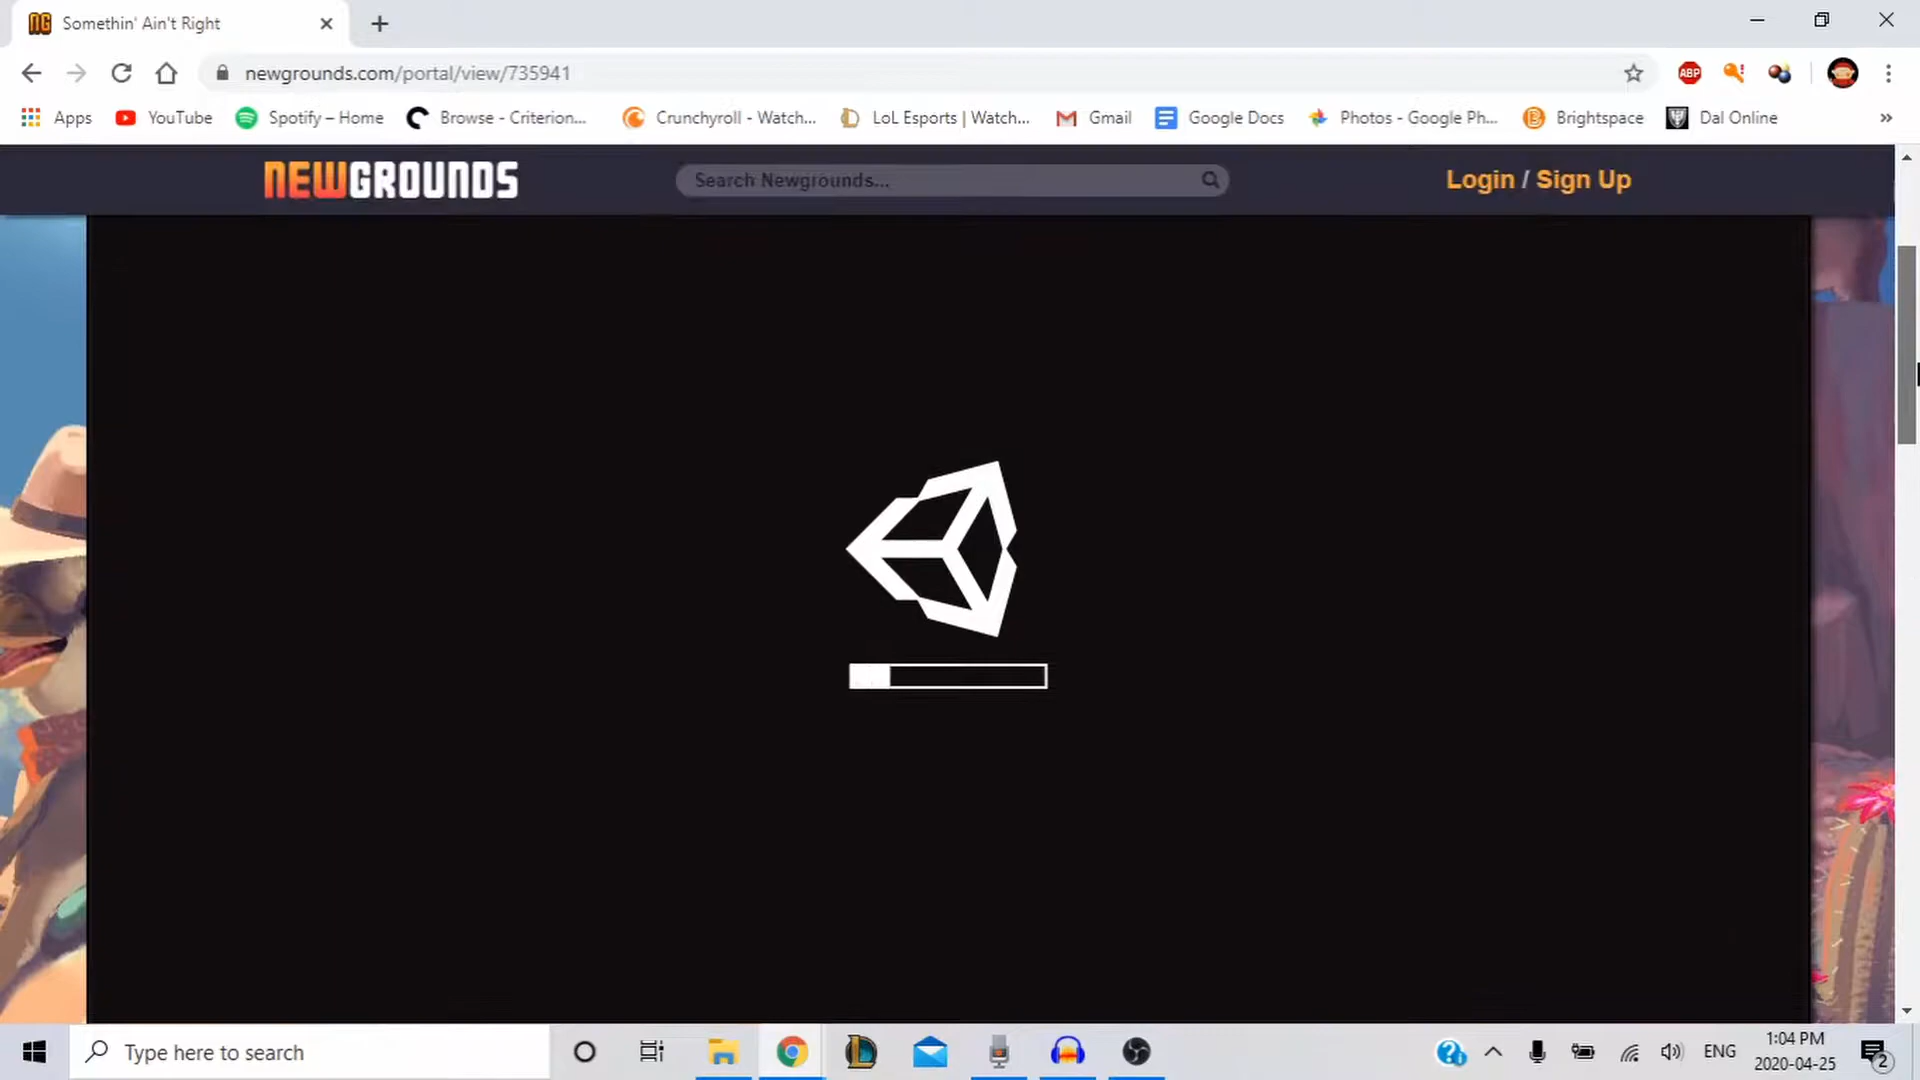 Somethin' Ain't Right
newgrounds.com/portal/view/735941
ABP
Apps YouTube Spotify – Home Browse - Criterion... Crunchyroll - Watch... LoL Esports | Watch... Gmail Google Docs Photos - Google Ph... Brightspace Dal Online »
NEWGROUNDS Search Newgrounds... Login / Sign Up
Type here to search
ENG
1:04 PM
2020-04-25
2